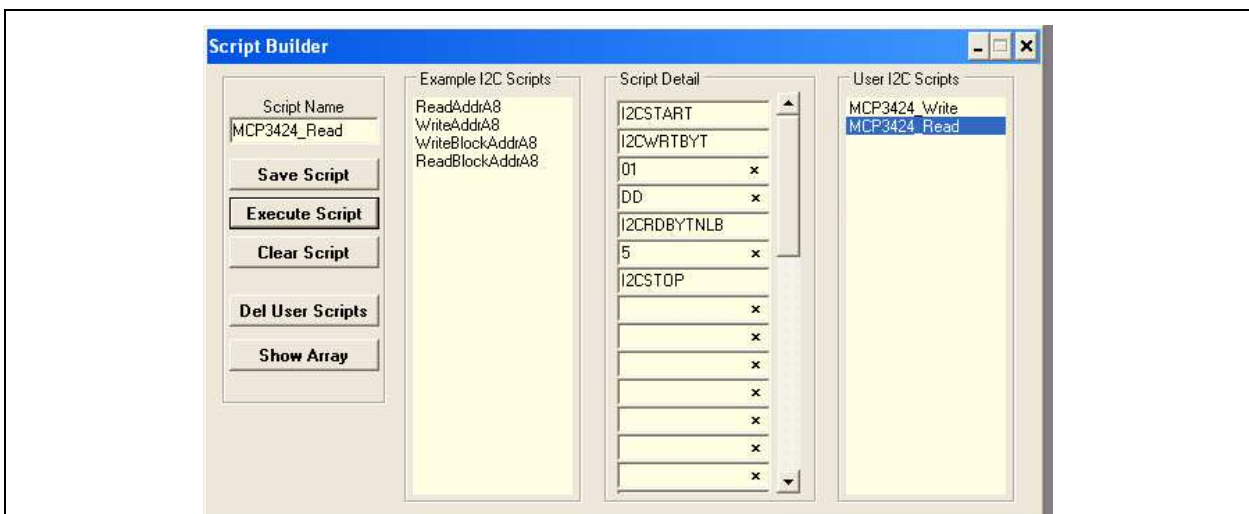 Script Builder
Script Name
MCP3424_Read
Save Script
Execute Script
Clear Script
Del User Scripts
Show Array
Example I2C Scripts
ReadAddrA8
WriteAddrA8
WriteBlockAddrA8
ReadBlockAddrA8
Script Detail
I2CSTART
I2CWRTBYT
01
DD
I2CRDBYTNLB
5
I2CSTOP
User I2C Scripts
MCP3424_Write
MCP3424_Read